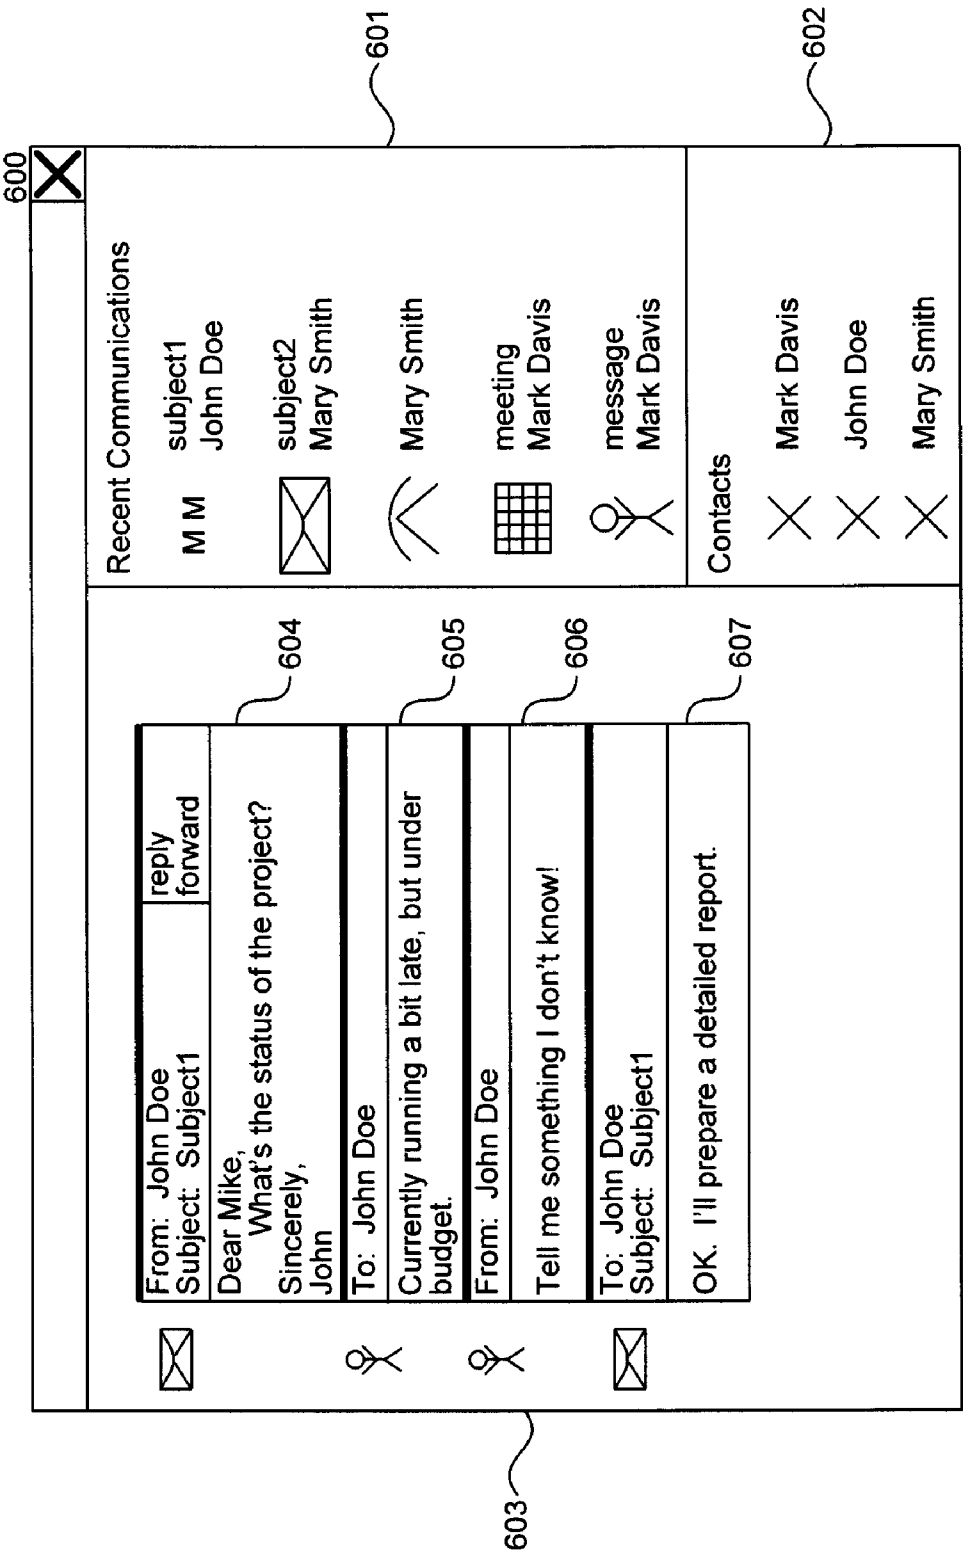 600
From: John Doe
Subject: Subject1
reply
forward
Dear Mike,
What's the status of the project?
Sincerely,
John
604
To: John Doe
Currently running a bit late, but under
budget.
605
From: John Doe
Tell me something I don't know!
606
To: John Doe
Subject: Subject1
OK. I'll prepare a detailed report.
607
603
Recent Communications
M M
subject1
John Doe
subject2
Mary Smith
Mary Smith
meeting
Mark Davis
message
Mark Davis
601
Contacts
Mark Davis
John Doe
Mary Smith
602